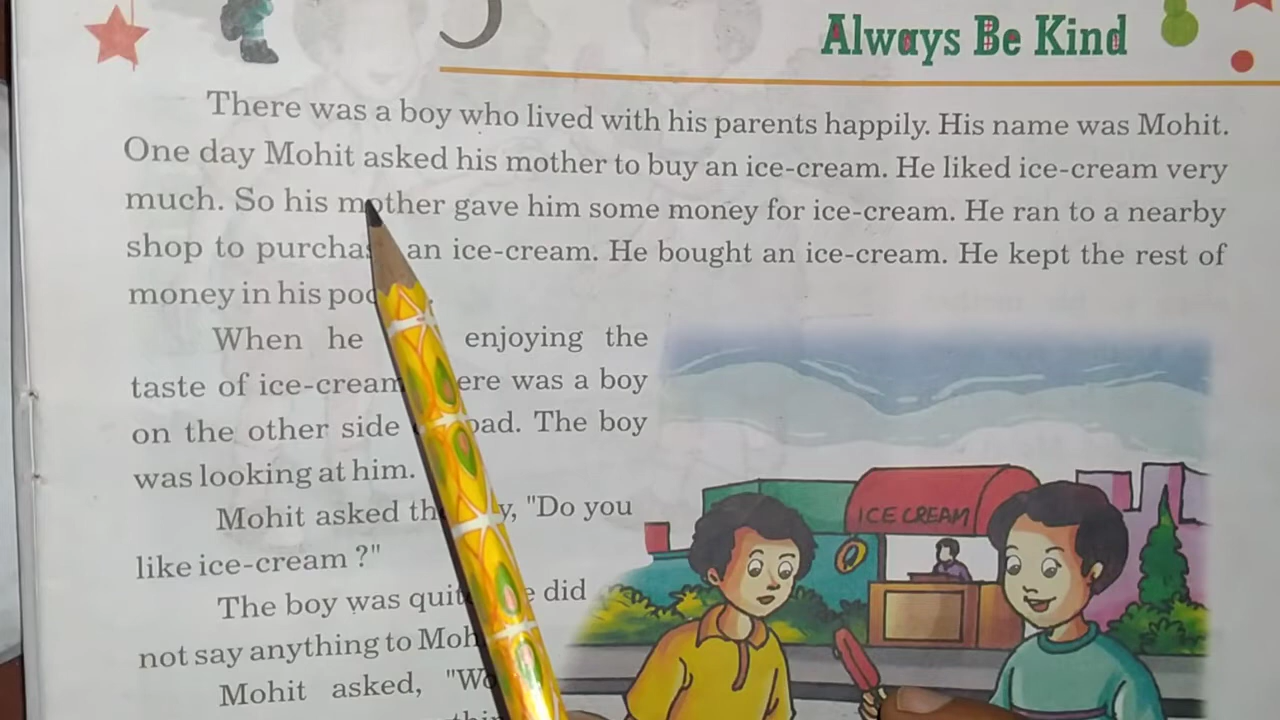 Always Be Kind
There was a boy who lived with his parents happily. His name was Mohit.
One day Mohit asked his mother to buy an ice-cream. He liked ice-cream very
much. So his mother gave him some money for ice-cream. He ran to a nearby
shop to purchas an ice-cream. He bought an ice-cream. He kept the rest of
money in his poc
When he enjoying the
taste of ice-cream ere was a boy
on the other side oad. The boy
was looking at him.
Mohit asked th y, "Do you
like ice-cream ?"
The boy was quit e did
not say anything to Moh
Mohit asked, "Wo
ICE CREAM